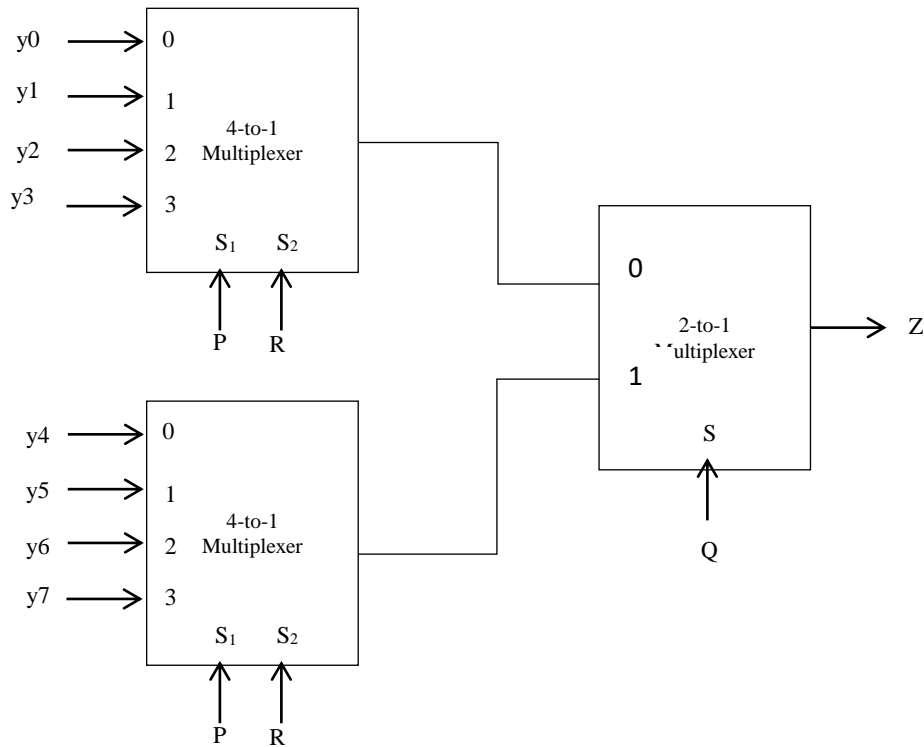 y0
0
y1
1
4-to-1
Multiplexer
y2
2
y3
3
S1 S2
P R
0
2-to-1
Multiplexer
Z
1
S
Q
y4
0
y5
1
4-to-1
Multiplexer
y6
2
y7
3
S1 S2
P R